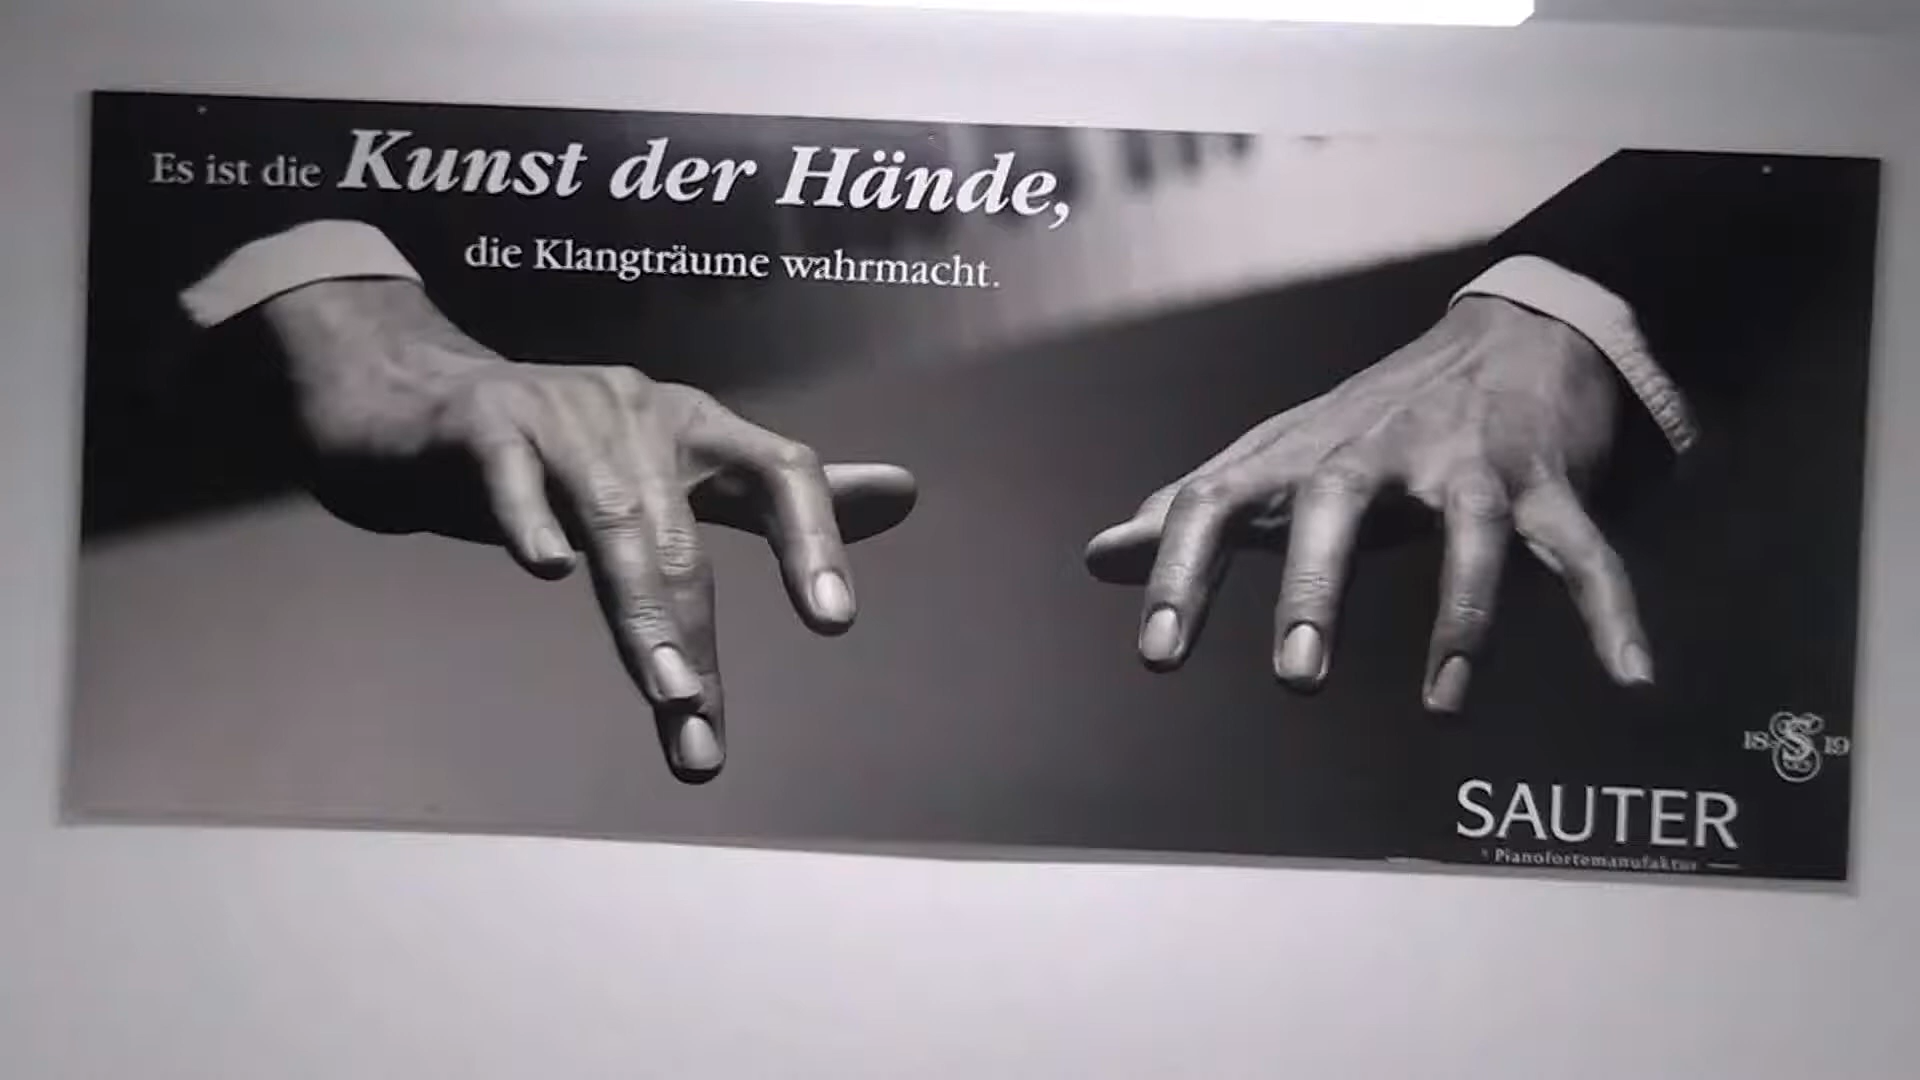 Es ist die Kunst der Hände,
die Klangträume wahrmacht.
18 S 19
SAUTER
Pianofortemanufaktur